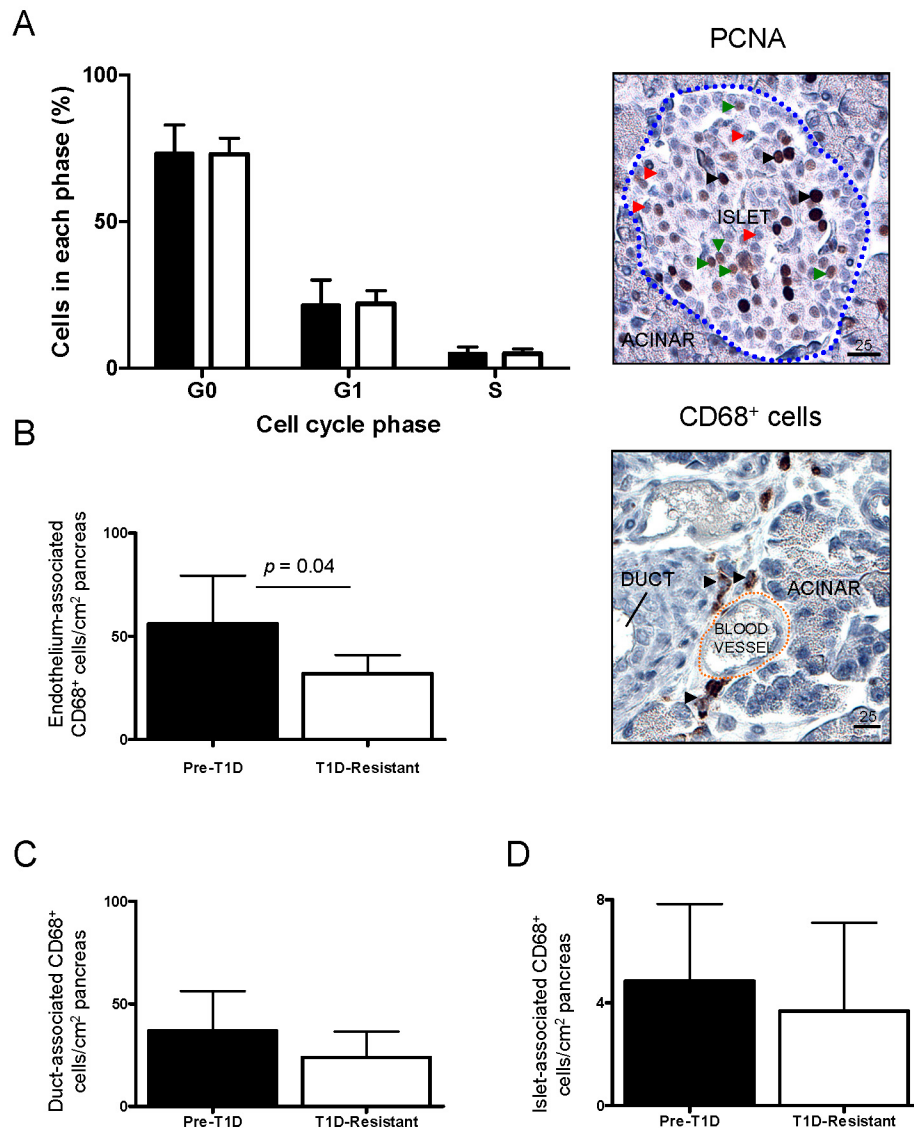 A
PCNA
100
50
0
Cells in each phase (%)
G0 G1 S
Cell cycle phase
ISLET
ACINAR
25
B
CD68⁺ cells
100
50
0
Endothelium-associated
CD68⁺ cells/cm² pancreas
p = 0.04
Pre-T1D T1D-Resistant
DUCT
ACINAR
BLOOD
VESSEL
25
C
100
50
0
Duct-associated CD68⁺
cells/cm² pancreas
Pre-T1D T1D-Resistant
D
8
4
0
Islet-associated CD68⁺
cells/cm² pancreas
Pre-T1D T1D-Resistant